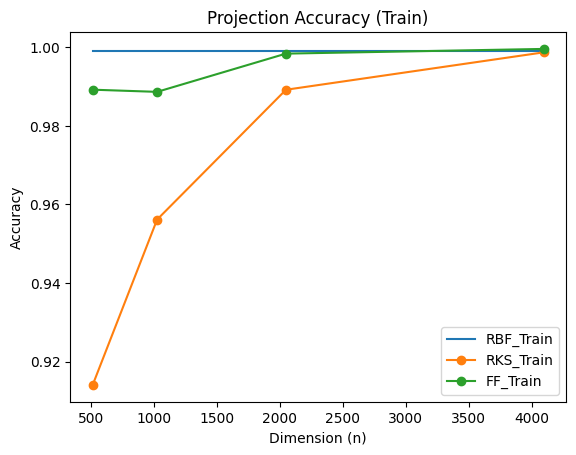 Projection Accuracy (Train)
1.00
0.98
0.96
0.94
0.92
Accuracy
500
1000
1500
2000
2500
3000
3500
4000
Dimension (n)
RBF_Train
RKS_Train
FF_Train